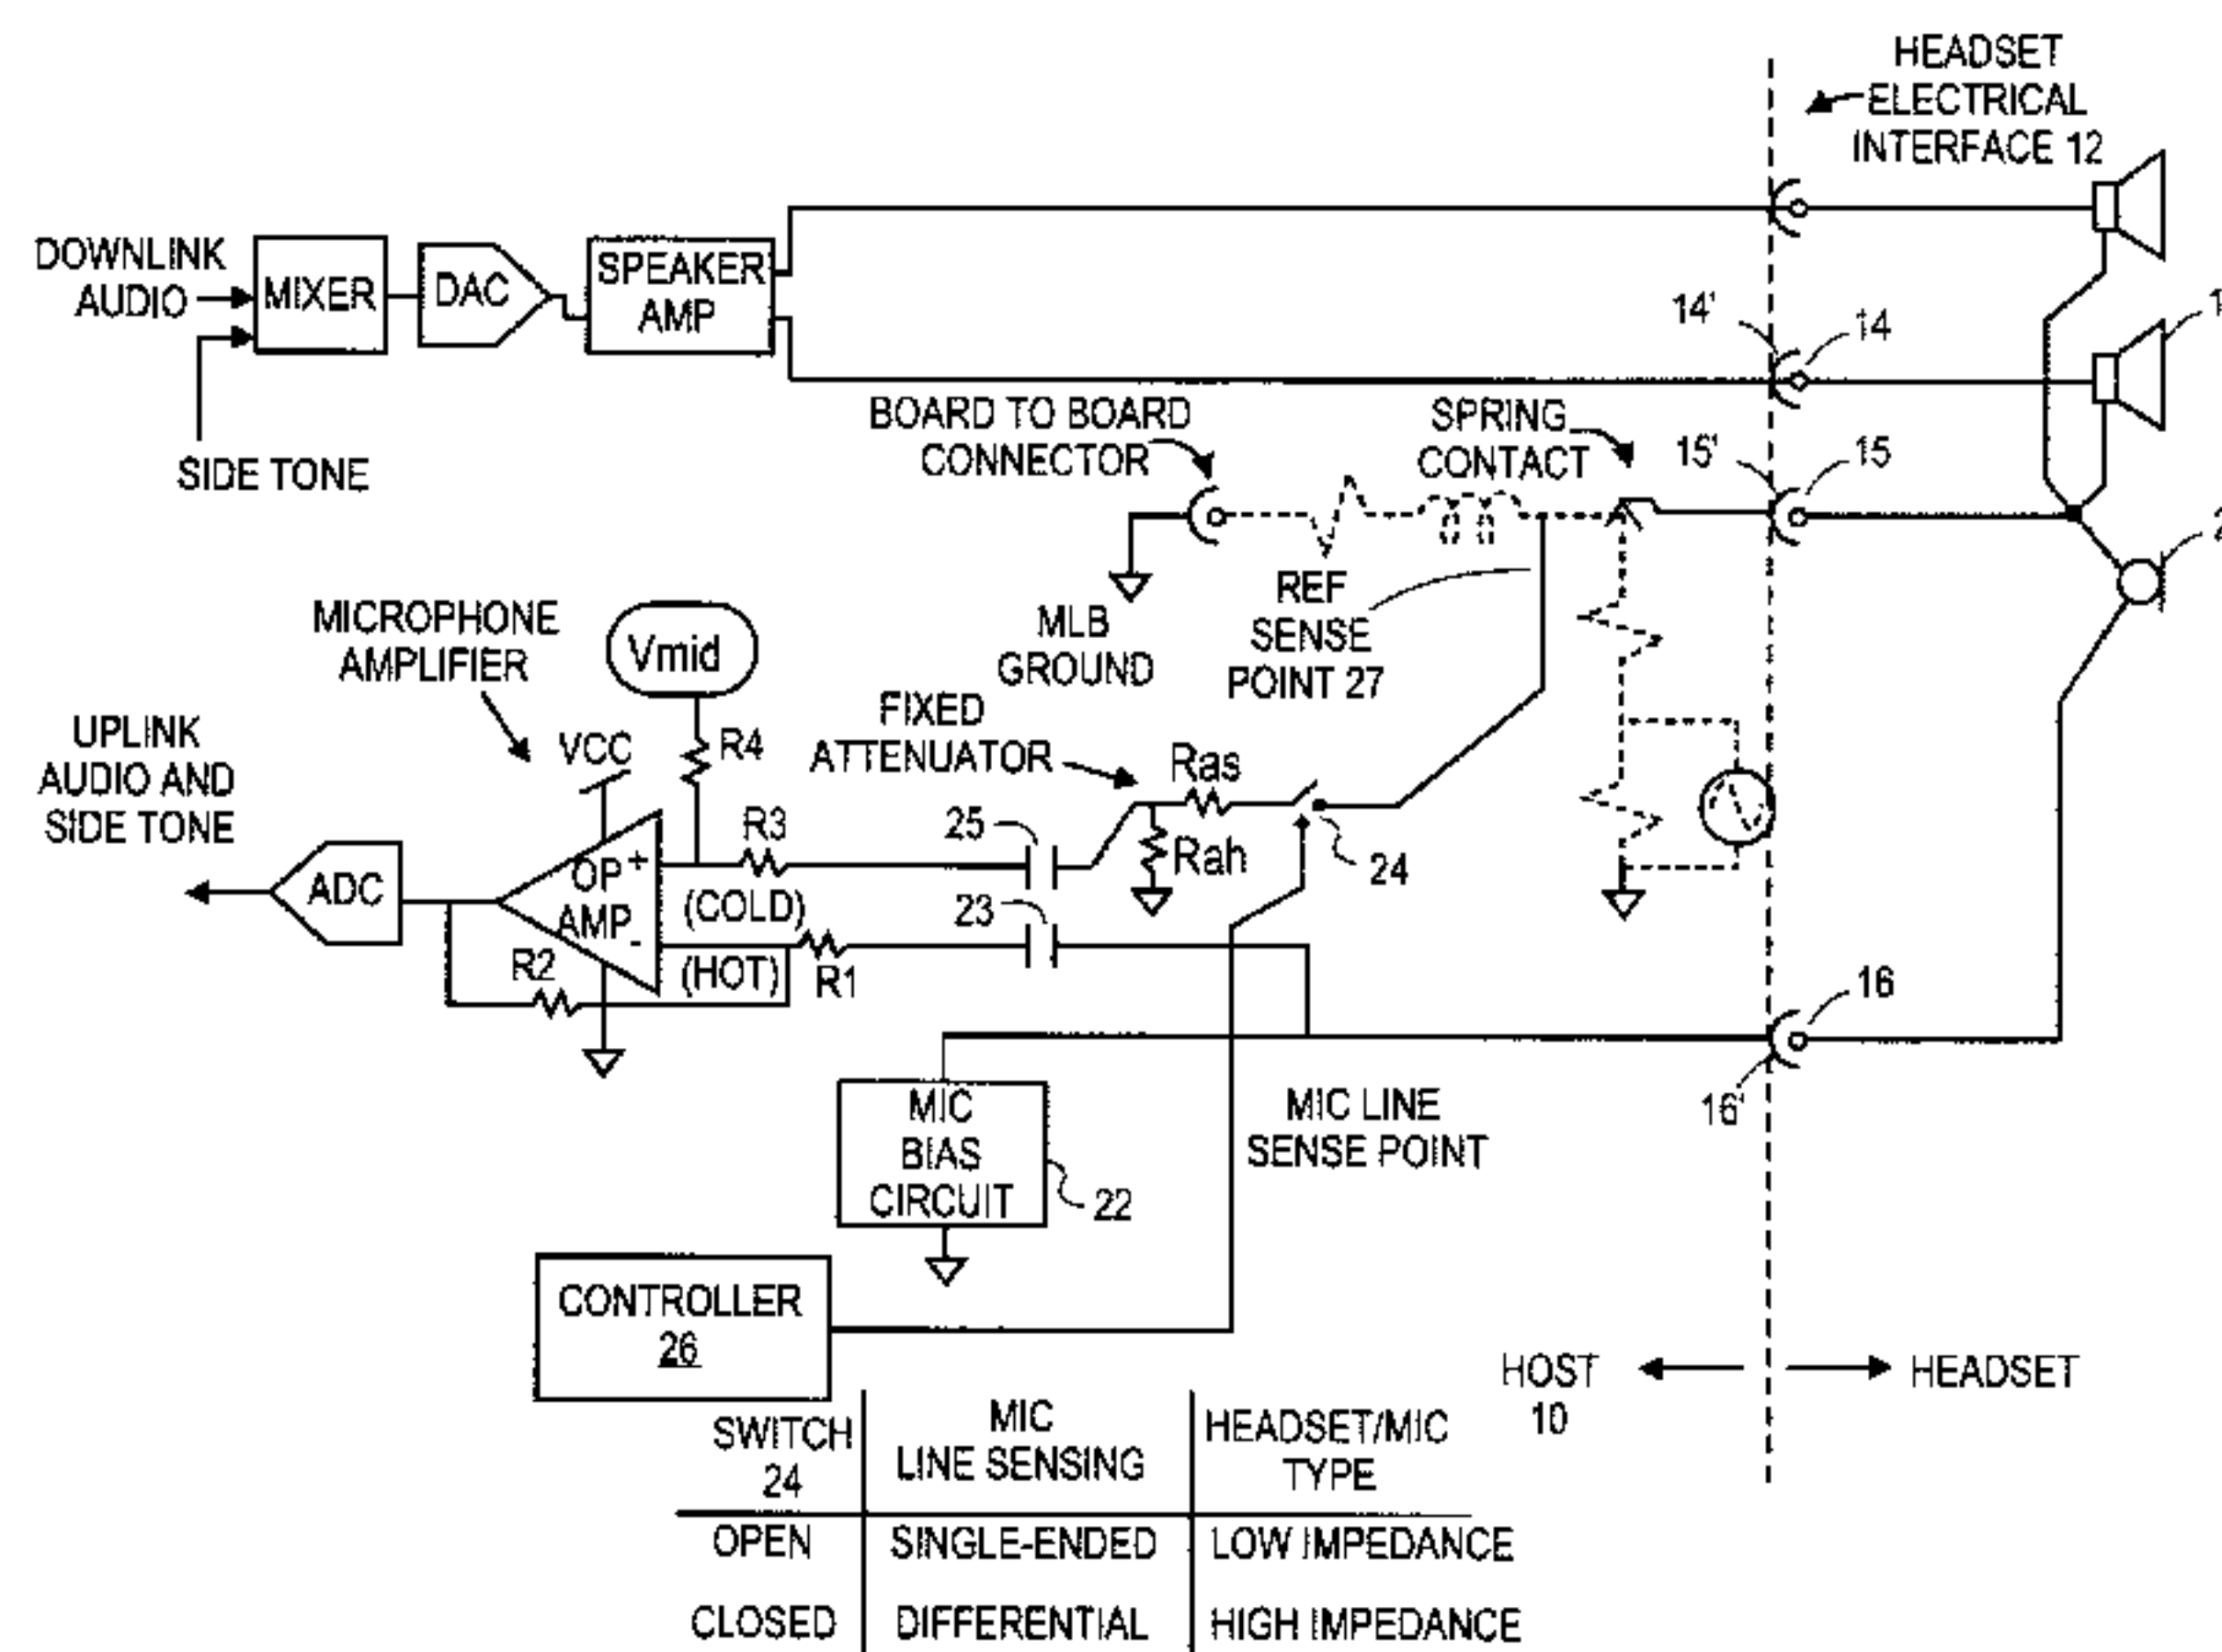 HEADSET
ELECTRICAL
INTERFACE 12
DOWNLINK
AUDIO
MIXER
DAC
SPEAKER
AMP
SIDE TONE
14'
14
BOARD TO BOARD
CONNECTOR
SPRING
CONTACT
15'
15
MLB
GROUND
REF
SENSE
POINT 27
MICROPHONE
AMPLIFIER
Vmid
FIXED
ATTENUATOR
UPLINK
AUDIO AND
SIDE TONE
VCC
R4
Ras
25
R3
Rah
24
ADC
OP +
AMP -
(COLD)
23
(HOT)
R2
R1
16
16'
MIC
BIAS
CIRCUIT
22
MIC LINE
SENSE POINT
CONTROLLER
26
HOST
10
HEADSET
SWITCH
24
MIC
LINE SENSING
HEADSET/MIC
TYPE
OPEN
SINGLE-ENDED
LOW IMPEDANCE
CLOSED
DIFFERENTIAL
HIGH IMPEDANCE